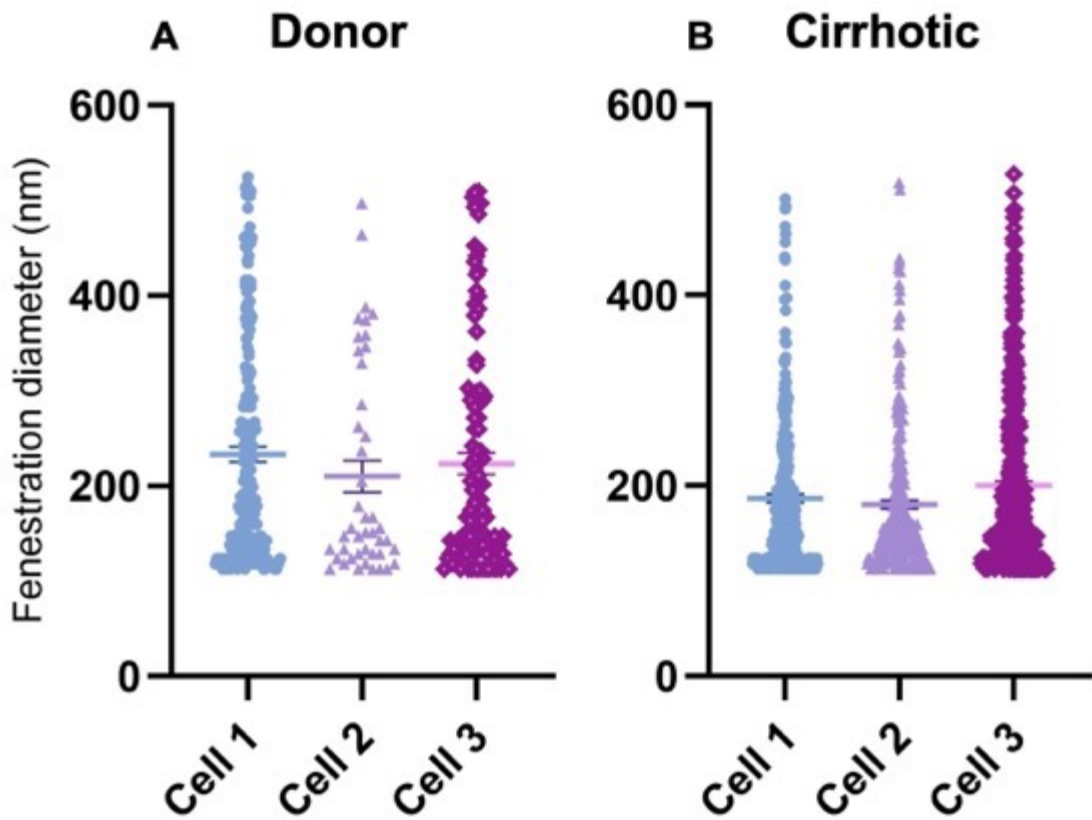 A Donor
B Cirrhotic
Fenestration diameter (nm)
600
400
200
0
Cell 1
Cell 2
Cell 3
600
400
200
0
Cell 1
Cell 2
Cell 3